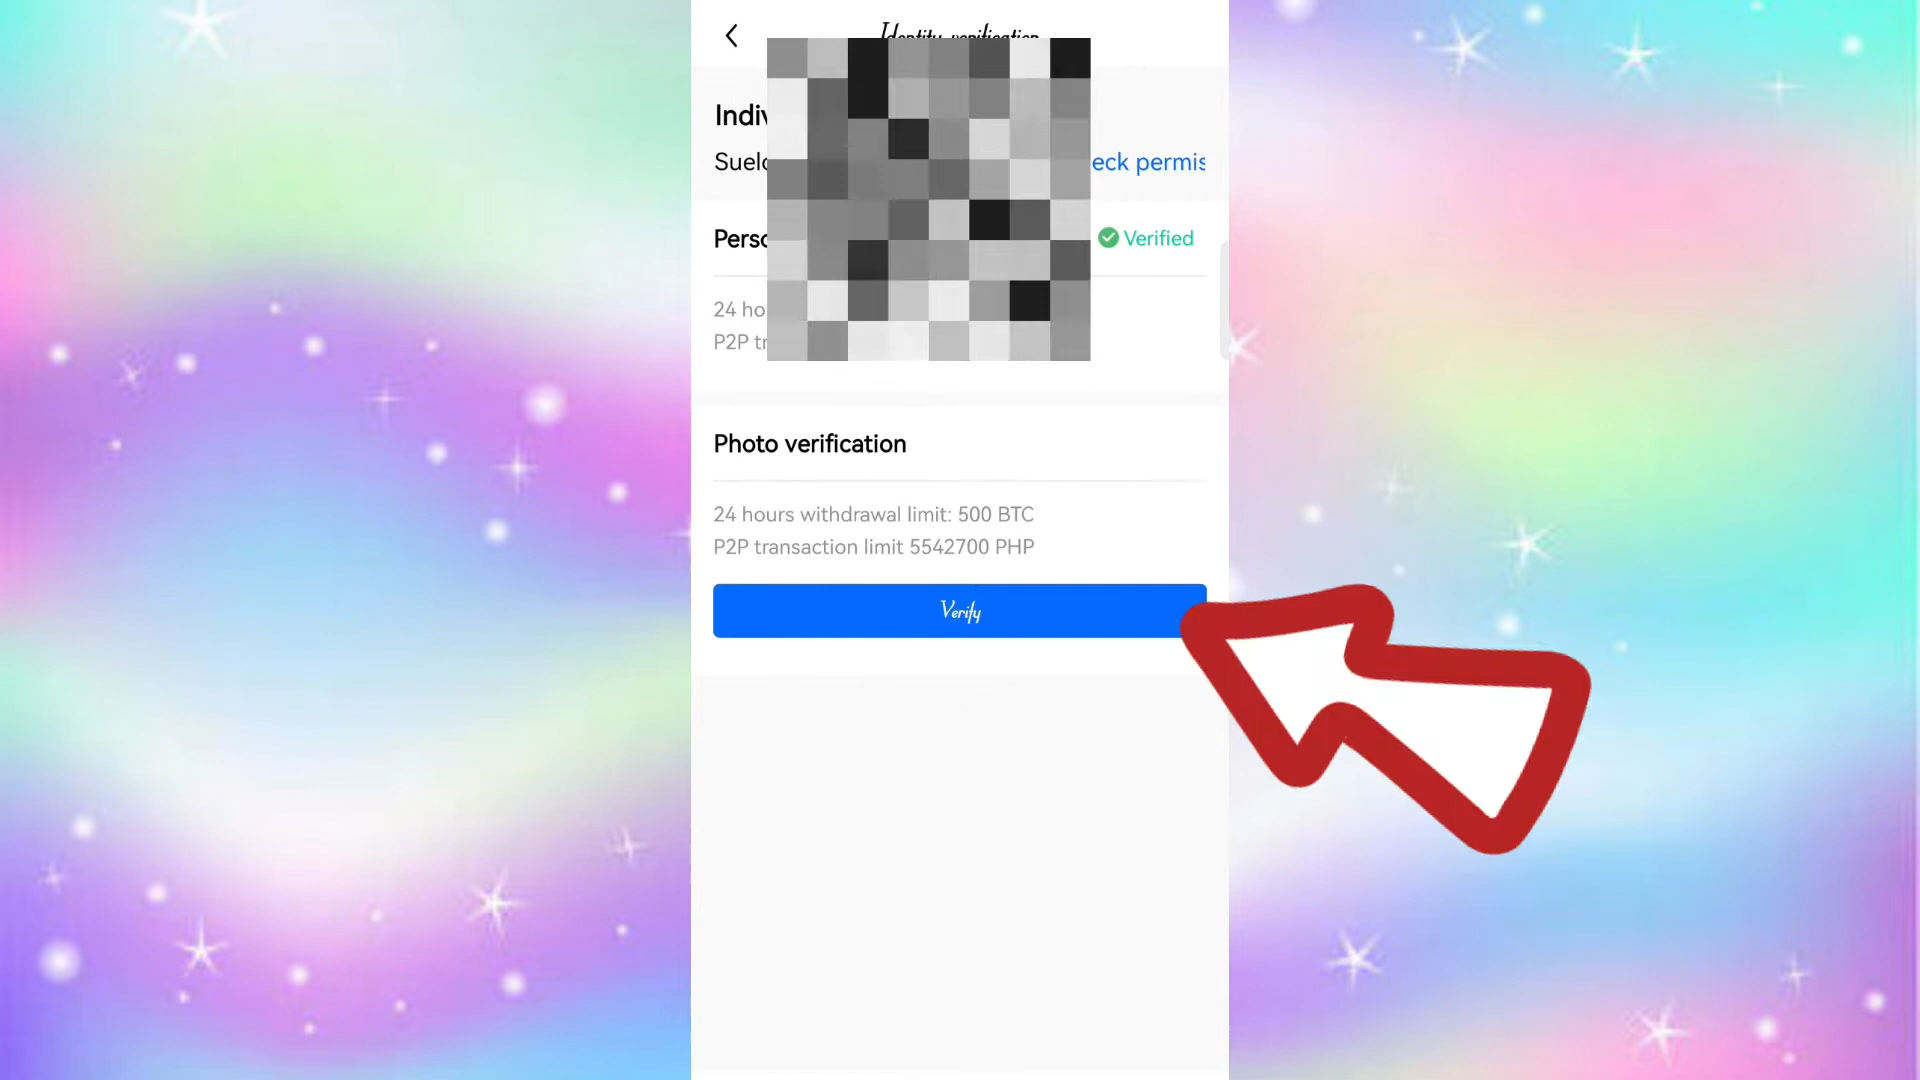 Identity verification
Indiv
Suelo
eck permis
Perso
Verified
24 ho
P2P tr
Photo verification
24 hours withdrawal limit: 500 BTC
P2P transaction limit 5542700 PHP
Verify